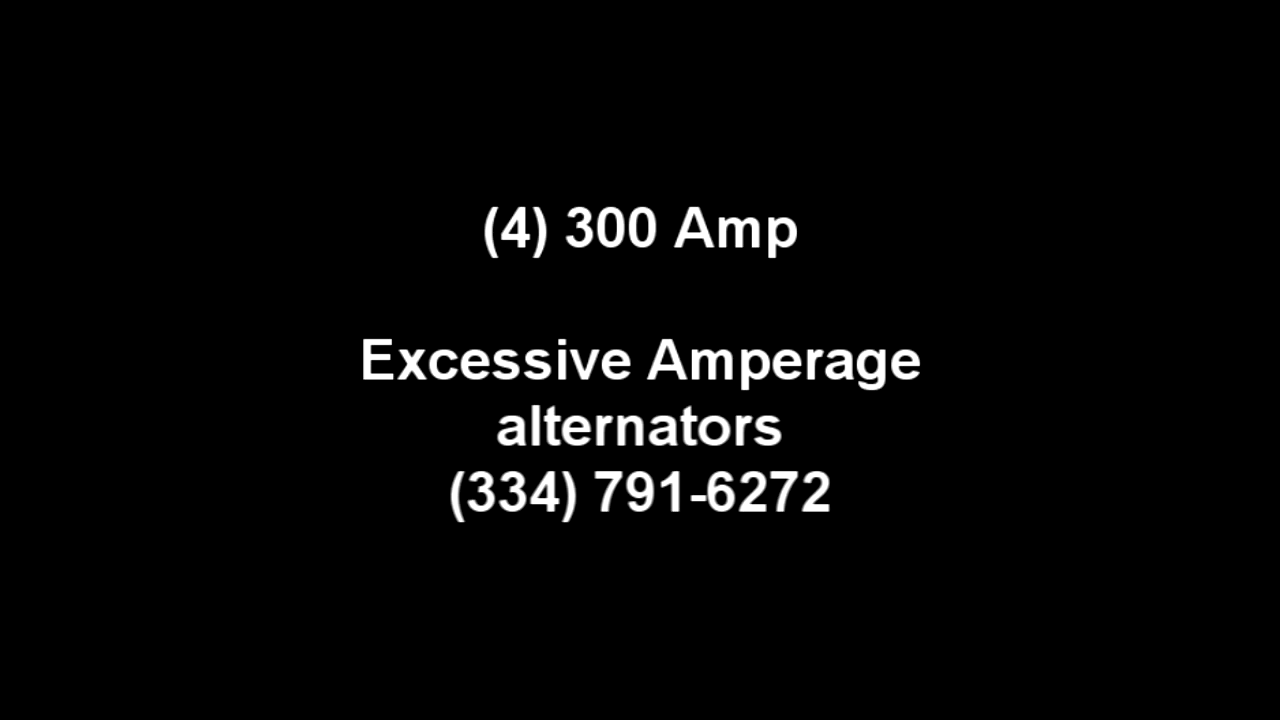 (4) 300 Amp
Excessive Amperage
alternators
(334) 791-6272